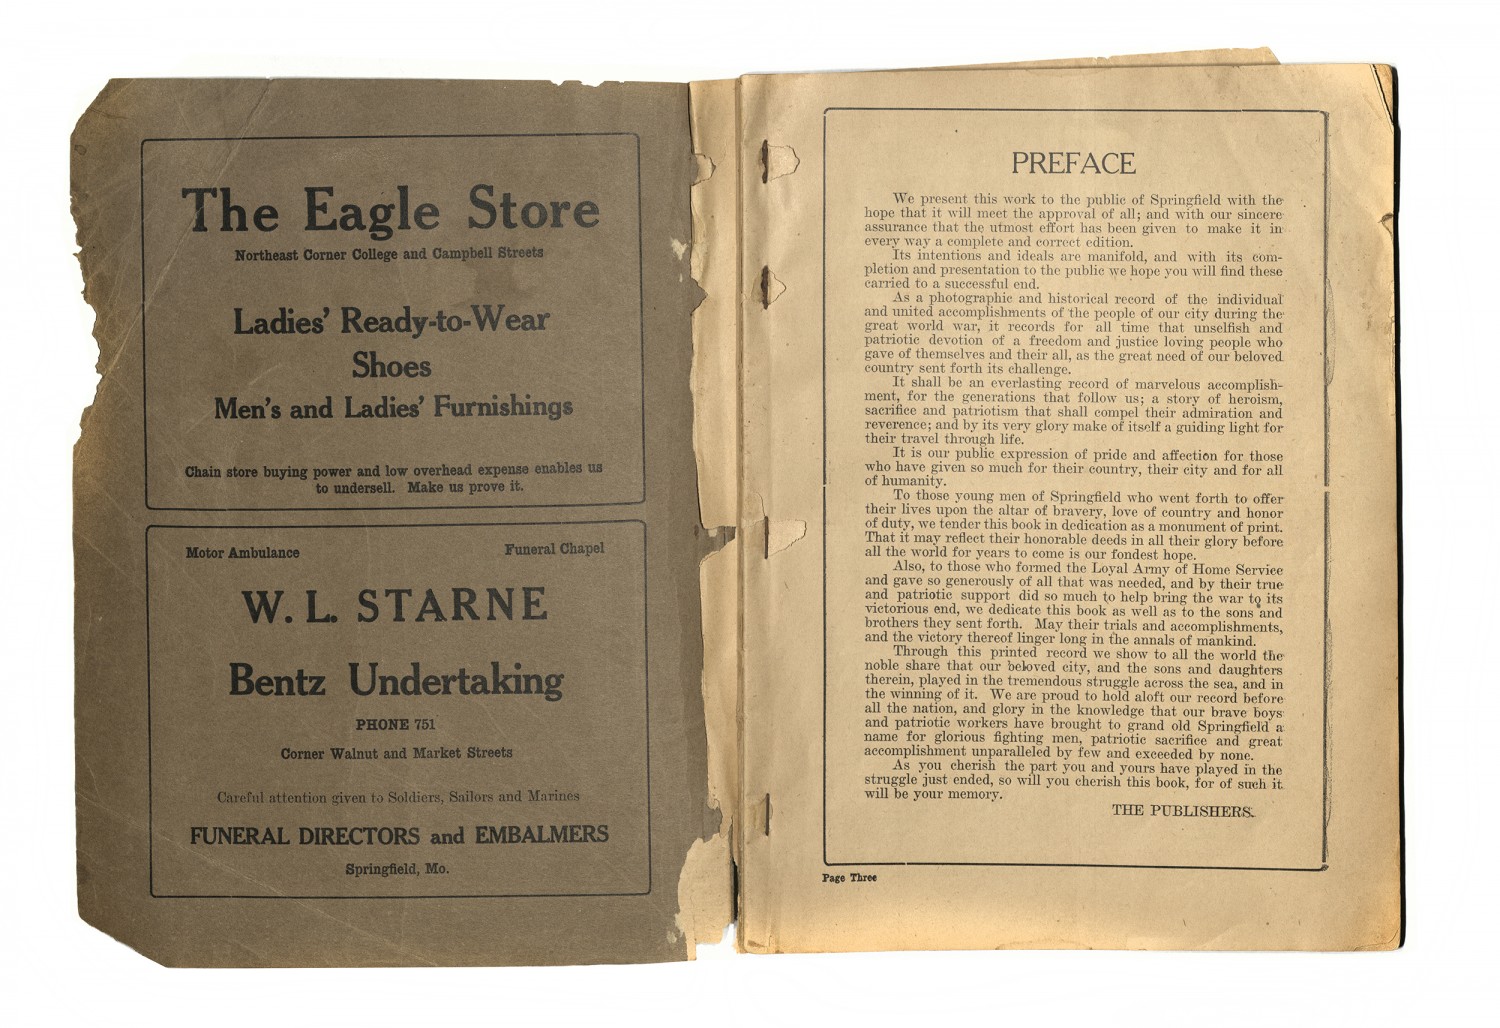 The Eagle Store
Northeast Corner College and Campbell Streets
Ladies' Ready-to-Wear
Shoes
Men's and Ladies' Furnishings
Chain store buying power and low overhead expense enables us
to undersell. Make us prove it.
Motor Ambulance
Funeral Chapel
W. L. STARNE
Bentz Undertaking
PHONE 751
Corner Walnut and Market Streets
Careful attention given to Soldiers, Sailors and Marines
FUNERAL DIRECTORS and EMBALMERS
Springfield, Mo.
PREFACE
We present this work to the public of Springfield with the
hope that it will meet the approval of all; and with our sincere
assurance that the utmost effort has been given to make it in
every way a complete and correct edition.
Its intentions and ideals are manifold, and with its com-
pletion and presentation to the public we hope you will find these
carried to a successful end.
As a photographic and historical record of the individual
and united accomplishments of the people of our city during the
great world war, it records for all time that unselfish and
patriotic devotion of a freedom and justice loving people who
gave of themselves and their all, as the great need of our beloved
country sent forth its challenge.
It shall be an everlasting record of marvelous accomplish-
ment, for the generations that follow us; a story of heroism,
sacrifice and patriotism that shall compel their admiration and
reverence; and by its very glory make of itself a guiding light for
their travel through life.
It is our public expression of pride and affection for those
who have given so much for their country, their city and for all
of humanity.
To those young men of Springfield who went forth to offer
their lives upon the altar of bravery, love of country and honor
of duty, we tender this book in dedication as a monument of print.
That it may reflect their honorable deeds in all their glory before
all the world for years to come is our fondest hope.
Also, to those who formed the Loyal Army of Home Service
and gave so generously of all that was needed, and by their true
and patriotic support did so much to help bring the war to its
victorious end, we dedicate this book as well as to the sons and
brothers they sent forth. May their trials and accomplishments,
and the victory thereof linger long in the annals of mankind.
Through this printed record we show to all the world the
noble share that our beloved city, and the sons and daughters
therein, played in the tremendous struggle across the sea, and in
the winning of it. We are proud to hold aloft our record before
all the nation, and glory in the knowledge that our brave boys
and patriotic workers have brought to grand old Springfield a
name for glorious fighting men, patriotic sacrifice and great
accomplishment unparalleled by few and exceeded by none.
As you cherish the part you and yours have played in the
struggle just ended, so will you cherish this book, for of such it
will be your memory.
THE PUBLISHERS.
Page Three